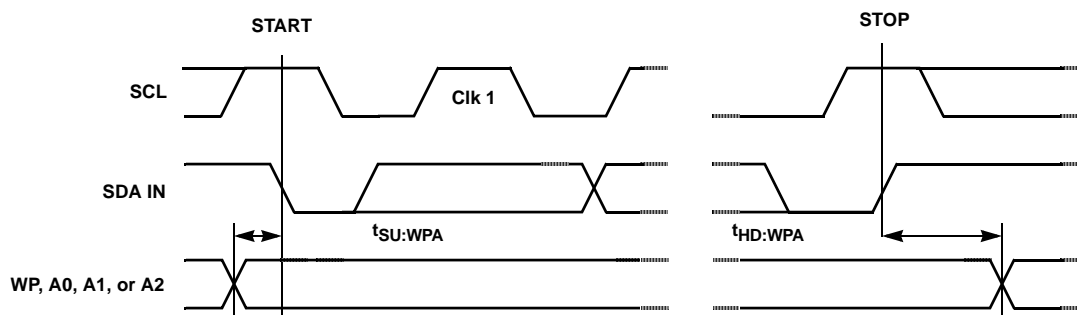 START
STOP
SCL
Clk 1
SDA IN
tSU:WPA
tHD:WPA
WP, A0, A1, or A2